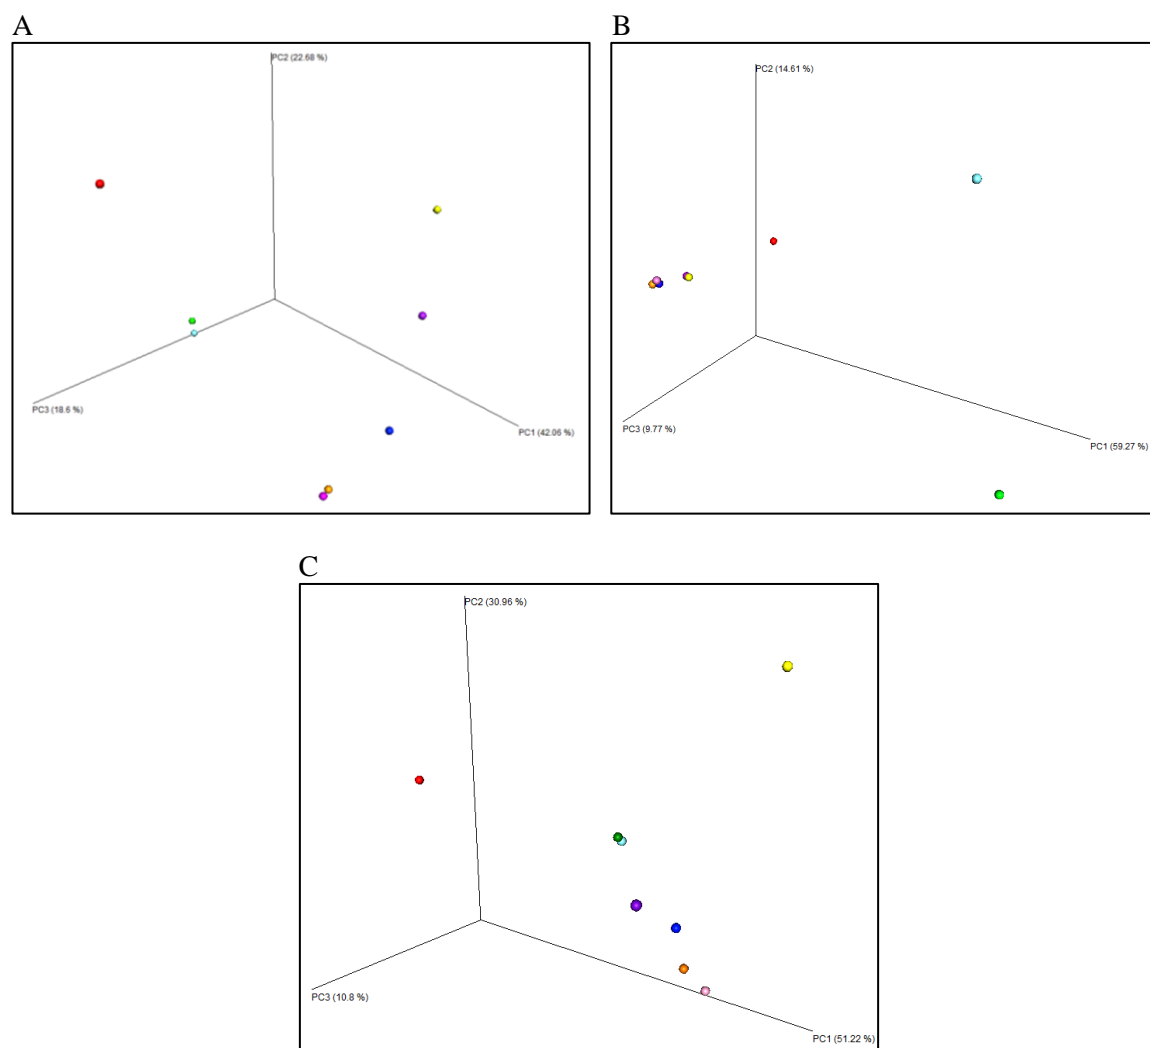 A
B
PC2 (22.68 %)
PC2 (14.61 %)
PC3 (18.6 %)
PC1 (42.06 %)
PC3 (9.77 %)
PC1 (59.27 %)
C
PC2 (30.96 %)
PC3 (10.8 %)
PC1 (51.22 %)